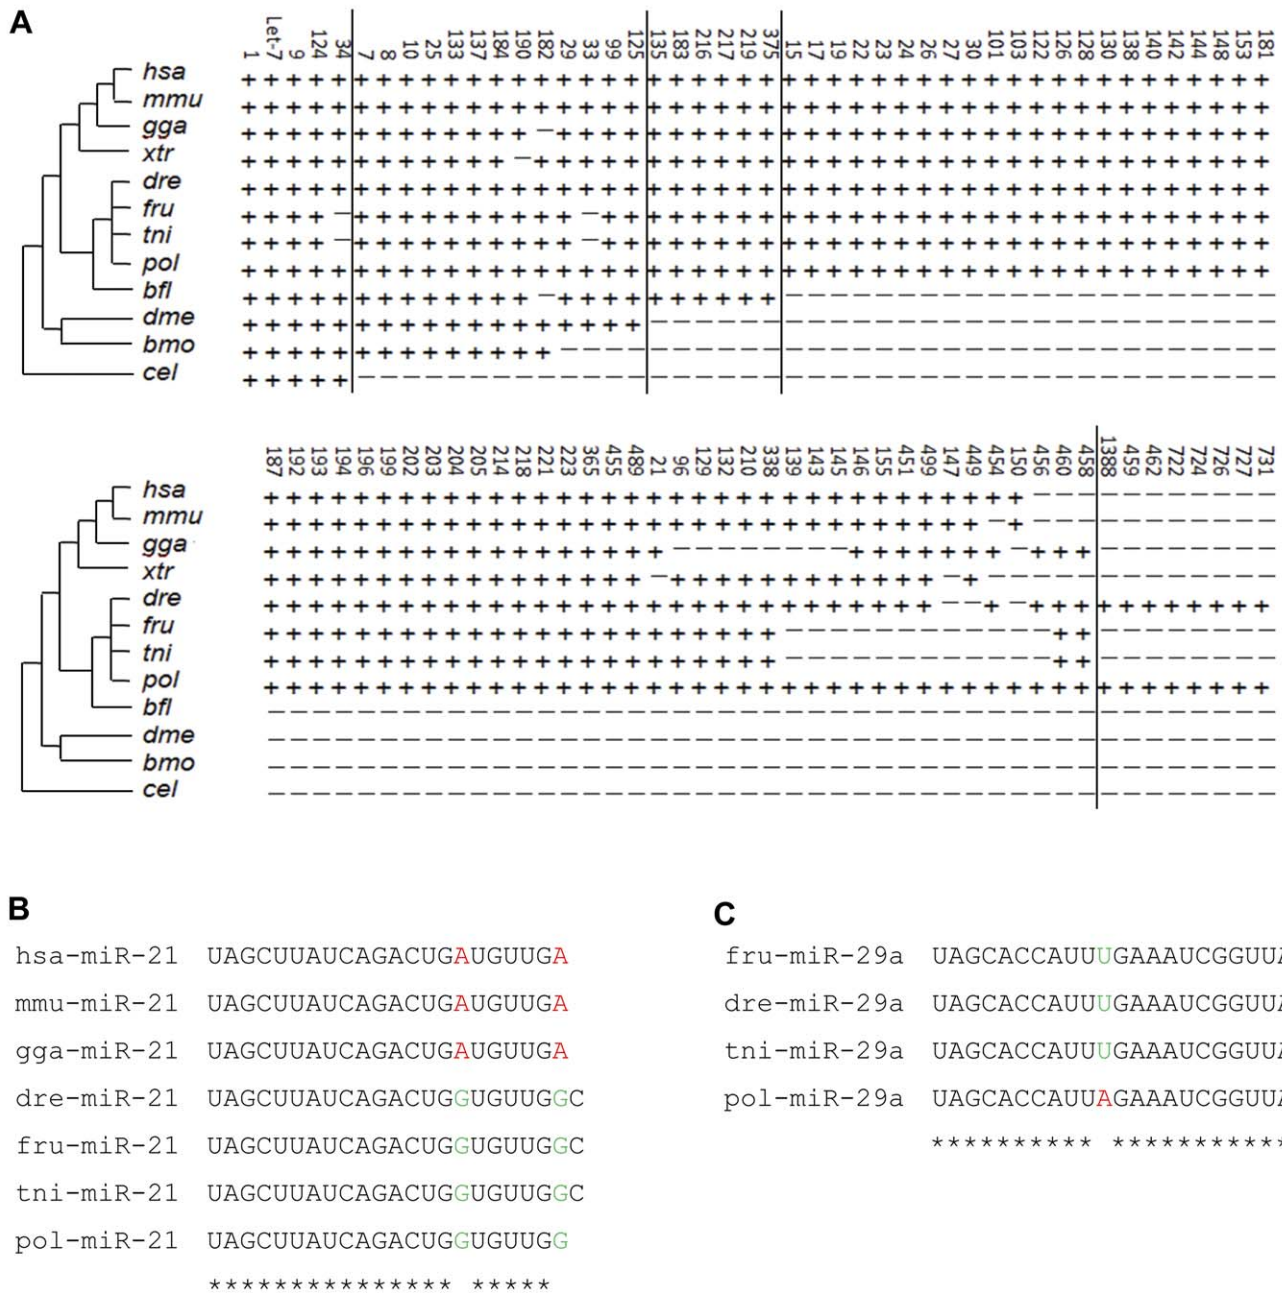 A
1 Let-7 9 124 34 7 8 10 25 133 137 184 190 182 29 33 99 125 135 183 216 217 219 375 15 17 19 22 23 24 26 27 30 101 103 122 126 128 130 138 140 142 144 148 153 181
hsa + + + + + + + + + + + + + + + + + + + + + + + + + + + + + + + + + + + + + + + + + + + + + +
mmu + + + + + + + + + + + + + + + + + + + + + + + + + + + + + + + + + + + + + + + + + + + + + +
gga + + + + + + + + + + + + + − + + + + + + + + + + + + + + + + + + + + + + + + + + + + + + + +
xtr + + + + + + + + + + + + − + + + + + + + + + + + + + + + + + + + + + + + + + + + + + + + + +
dre + + + + + + + + + + + + + + + + + + + + + + + + + + + + + + + + + + + + + + + + + + + + + +
fru + + + + − + + + + + + + + + + − + + + + + + + + + + + + + + + + + + + + + + + + + + + + + +
tni + + + + − + + + + + + + + + + − + + + + + + + + + + + + + + + + + + + + + + + + + + + + + +
pol + + + + + + + + + + + + + + + + + + + + + + + + + + + + + + + + + + + + + + + + + + + + + +
bfl + + + + + + + + + + + + + − + + + + + + + + + + − − − − − − − − − − − − − − − − − − − − − −
dme + + + + + + + + + + + + + + + + + + − − − − − − − − − − − − − − − − − − − − − − − − − − − −
bmo + + + + + + + + + + + + + + − − − − − − − − − − − − − − − − − − − − − − − − − − − − − − − −
cel + + + + + − − − − − − − − − − − − − − − − − − − − − − − − − − − − − − − − − − − − − − − − −
187 192 193 194 196 199 202 203 204 205 214 218 221 223 365 455 489 21 96 129 132 210 338 139 143 145 146 155 451 499 147 449 454 150 456 460 458 1388 459 462 722 724 726 727 731
hsa + + + + + + + + + + + + + + + + + + + + + + + + + + + + + + + + + + − − − − − − − − − − −
mmu + + + + + + + + + + + + + + + + + + + + + + + + + + + + + + + + − + − − − − − − − − − − −
gga + + + + + + + + + + + + + + + + + + − − − − − − − − + + + + + + + − + + + − − − − − − − −
xtr + + + + + + + + + + + + + + + + + − + + + + + + + + + + + + − + − − − − − − − − − − − − −
dre + + + + + + + + + + + + + + + + + + + + + + + + + + + + + + − − + − + + + + + + + + + + +
fru + + + + + + + + + + + + + + + + + + + + + + + − − − − − − − − − − − − + + − − − − − − − −
tni + + + + + + + + + + + + + + + + + + + + + + + − − − − − − − − − − − − + + − − − − − − − −
pol + + + + + + + + + + + + + + + + + + + + + + + + + + + + + + + + + + + + + + + + + + + + +
bfl − − − − − − − − − − − − − − − − − − − − − − − − − − − − − − − − − − − − − − − − − − − − −
dme − − − − − − − − − − − − − − − − − − − − − − − − − − − − − − − − − − − − − − − − − − − − −
bmo − − − − − − − − − − − − − − − − − − − − − − − − − − − − − − − − − − − − − − − − − − − − −
cel − − − − − − − − − − − − − − − − − − − − − − − − − − − − − − − − − − − − − − − − − − − − −
B
hsa-miR-21 UAGCUUAUCAGACUGAUGUUGA
mmu-miR-21 UAGCUUAUCAGACUGAUGUUGA
gga-miR-21 UAGCUUAUCAGACUGAUGUUGA
dre-miR-21 UAGCUUAUCAGACUGGUGUUGGC
fru-miR-21 UAGCUUAUCAGACUGGUGUUGGC
tni-miR-21 UAGCUUAUCAGACUGGUGUUGGC
pol-miR-21 UAGCUUAUCAGACUGGUGUUGG
*************** *****
C
fru-miR-29a UAGCACCAUUUGAAAUCGGUUA
dre-miR-29a UAGCACCAUUUGAAAUCGGUUA
tni-miR-29a UAGCACCAUUUGAAAUCGGUUA
pol-miR-29a UAGCACCAUUAGAAAUCGGUUA
********** ***********